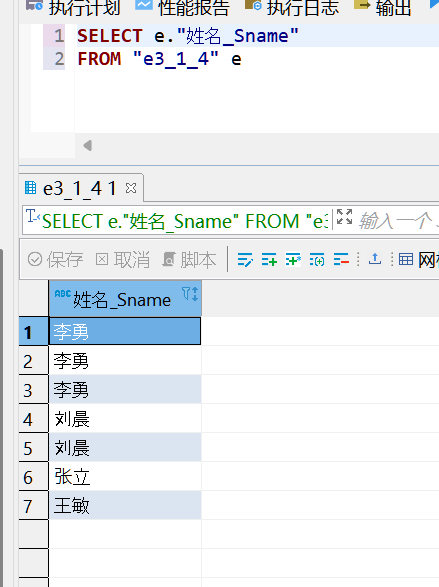 执行计划 性能报告 执行日志 输出
1 SELECT e."姓名_Sname"
2 FROM "e3_1_4" e
e3_1_4 1
SELECT e."姓名_Sname" FROM "e3 输入一个
保存 取消 脚本 网
ABC 姓名_Sname
1 李勇
2 李勇
3 李勇
4 刘晨
5 刘晨
6 张立
7 王敏